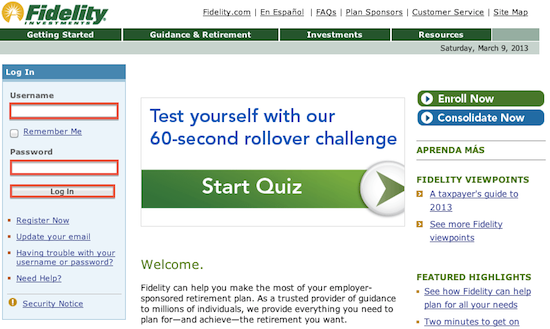 Fidelity
INVESTMENTS
Fidelity.com | En Español | FAQs | Plan Sponsors | Customer Service | Site Map
Getting Started Guidance & Retirement Investments Resources
Saturday, March 9, 2013
Log In
Username
Remember Me
Password
Log In
Register Now
Update your email
Having trouble with your
username or password?
Need Help?
Security Notice
Test yourself with our
60-second rollover challenge
Start Quiz
Welcome.
Fidelity can help you make the most of your employer-
sponsored retirement plan. As a trusted provider of guidance
to millions of individuals, we provide everything you need to
plan for—and achieve—the retirement you want.
Enroll Now
Consolidate Now
APRENDA MÁS
FIDELITY VIEWPOINTS
A taxpayer's guide to
2013
See more Fidelity
viewpoints
FEATURED HIGHLIGHTS
See how Fidelity can help
plan for all your needs
Two minutes to get on